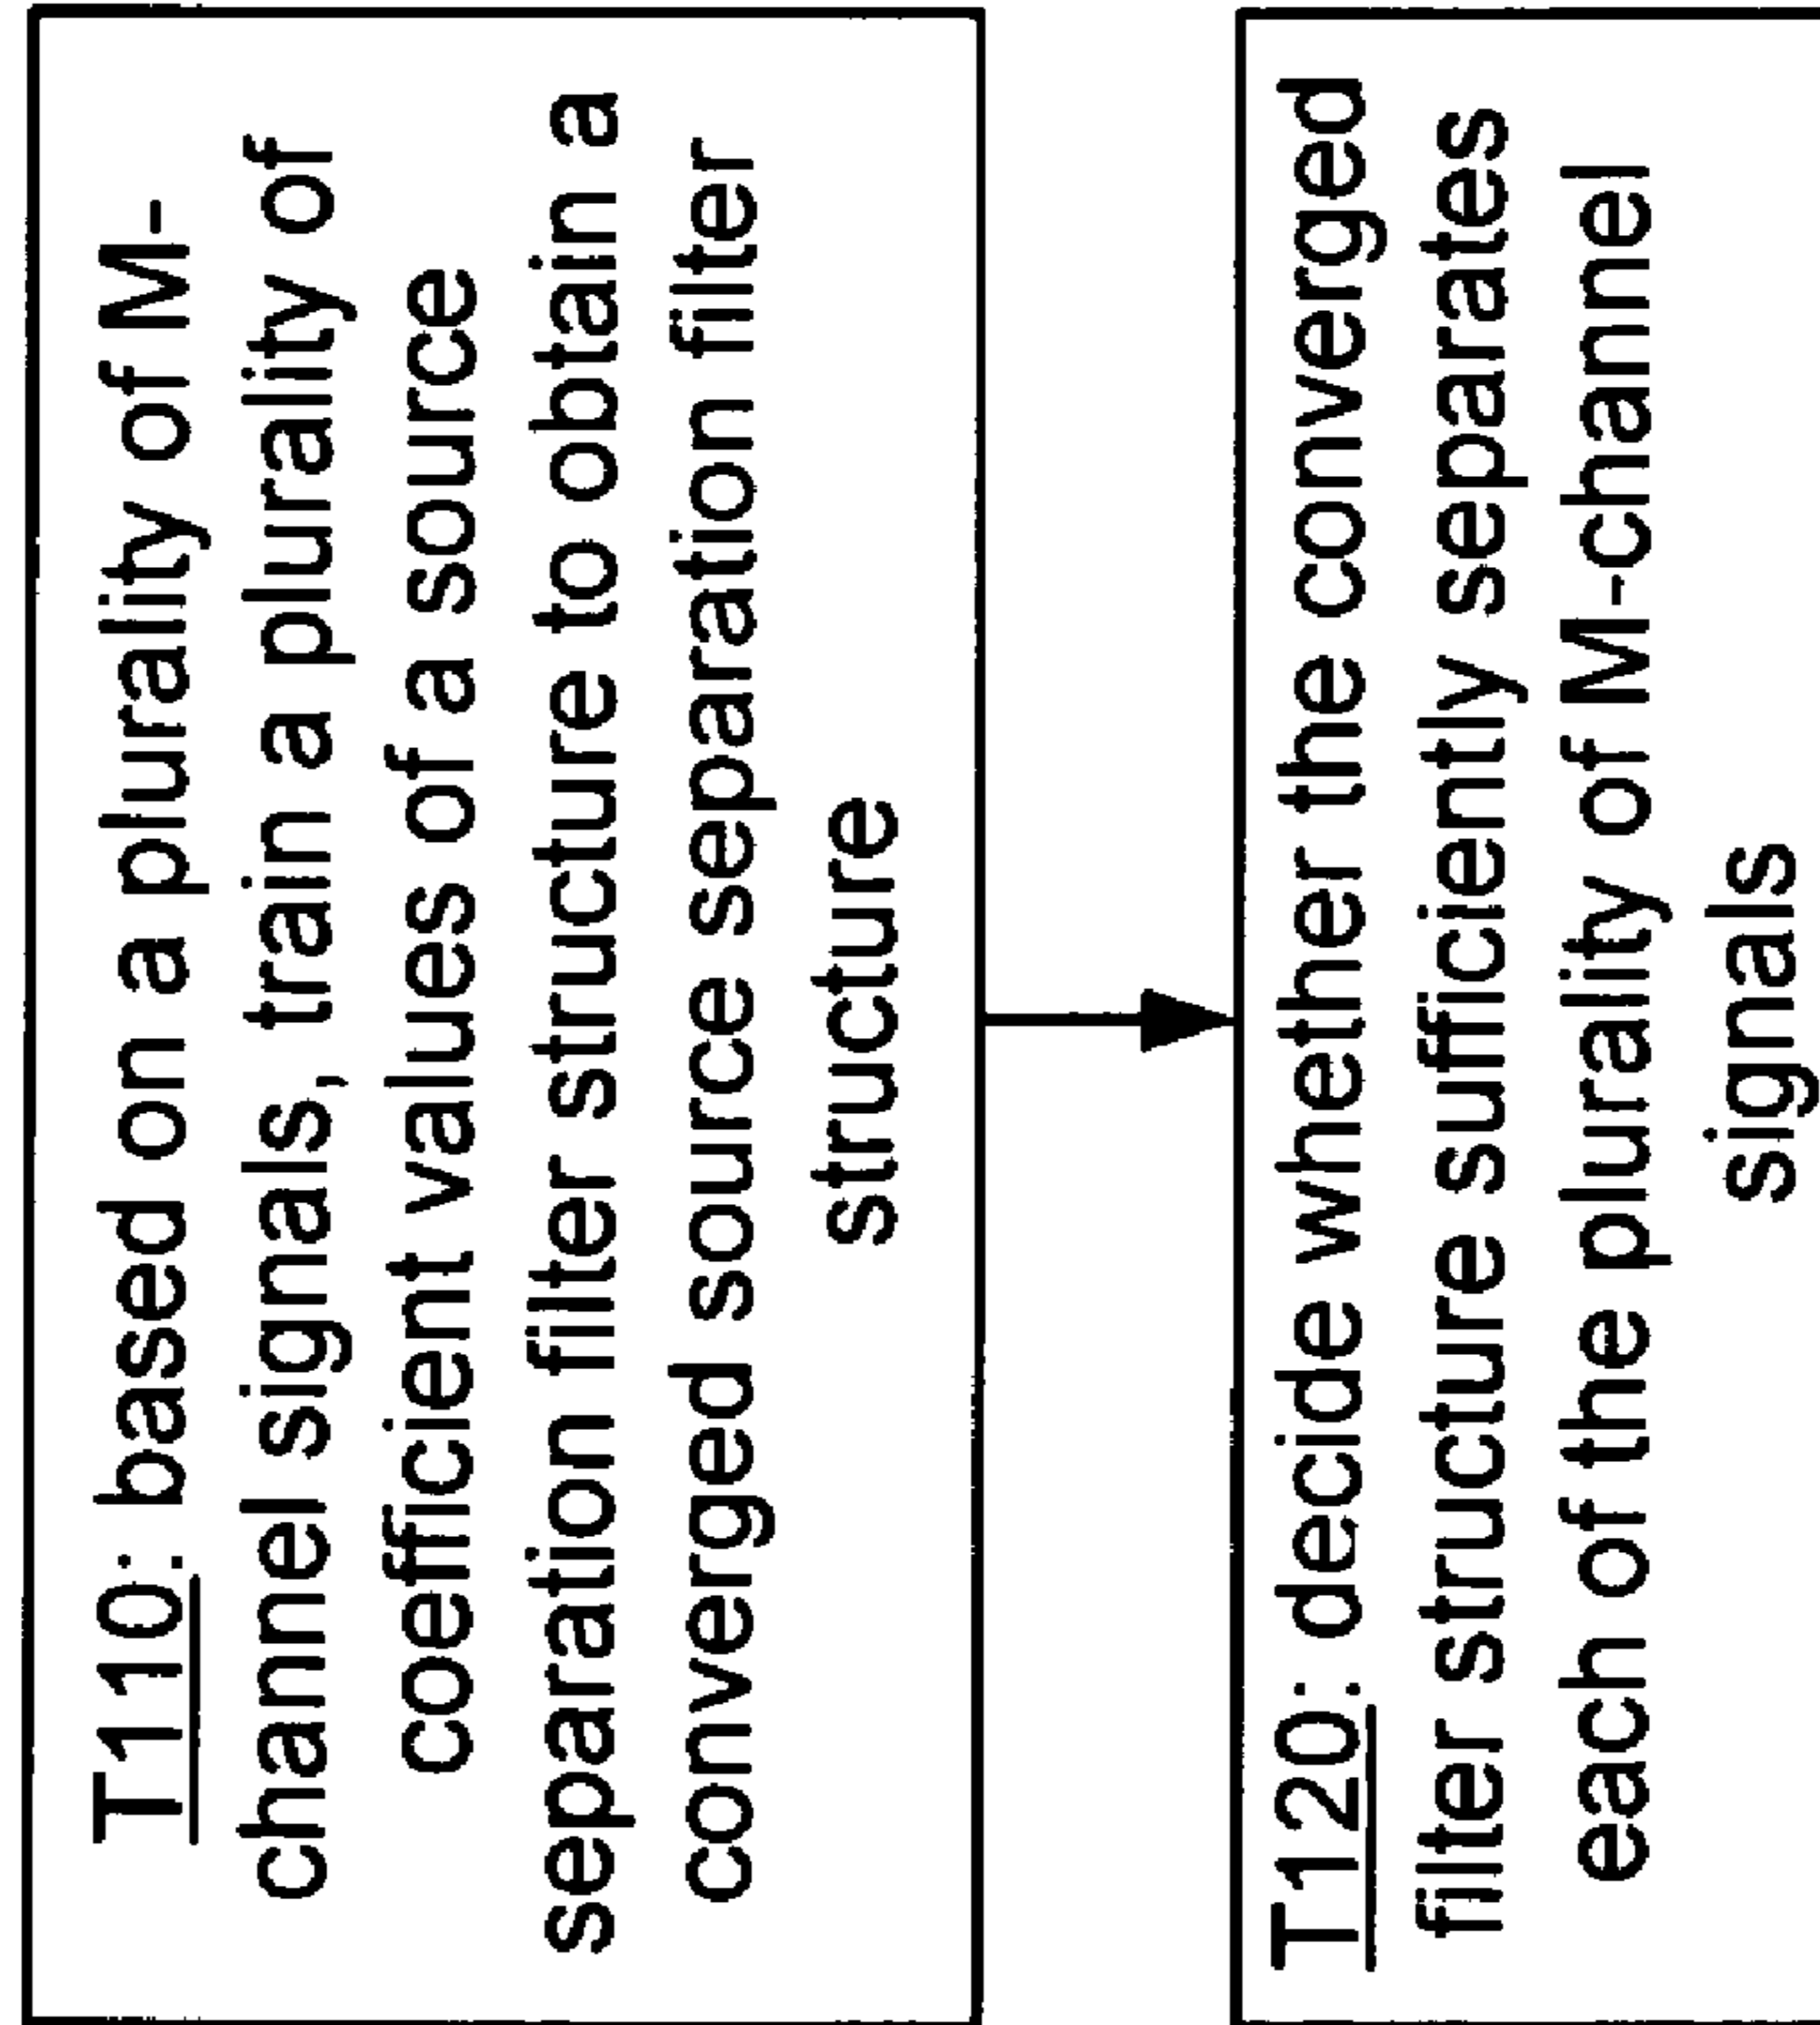 T110: based on a plurality of M-
channel signals, train a plurality of
coefficient values of a source
separation filter structure to obtain a
converged source separation filter
structure
T120: decide whether the converged
filter structure sufficiently separates
each of the plurality of M-channel
signals